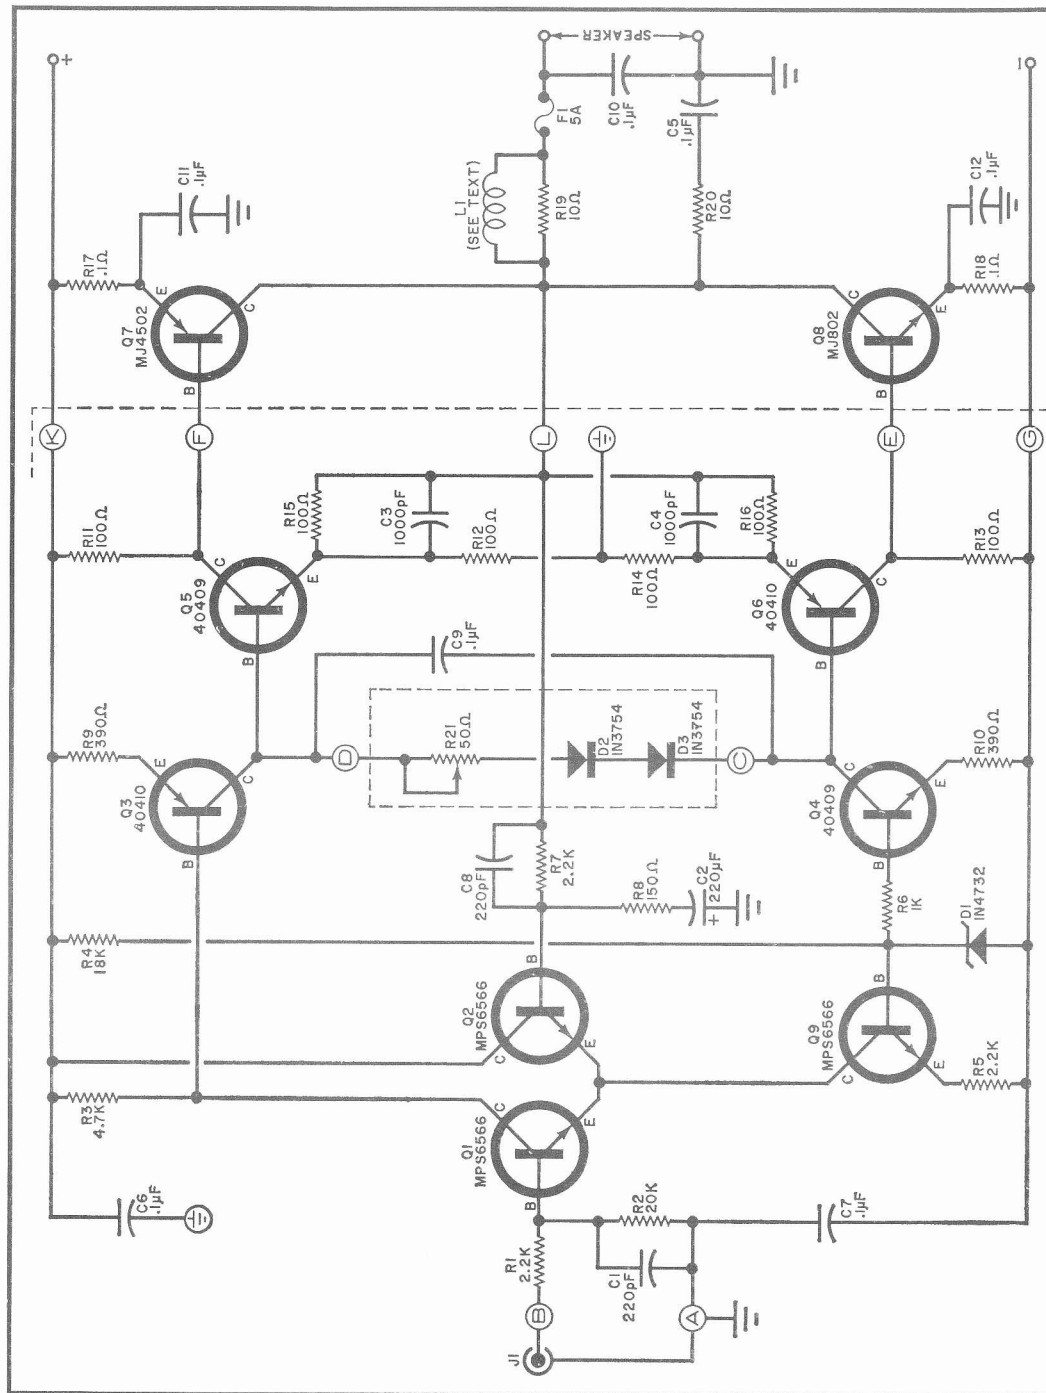 J1
B
A
R1
2.2K
C1
220pF
R2
20K
C6
.1µF
C7
.1µF
R3
4.7K
Q1
MPS6566
B
C
E
Q2
MPS6566
B
C
E
Q9
MPS6566
B
C
E
R5
2.2K
R4
18K
D1
1N4732
R6
1K
C8
220pF
R7
2.2K
R8
150Ω
C2
+ 220µF
Q3
40410
B
E
C
R9
390Ω
Q4
40409
B
C
E
R10
390Ω
D
R21
50Ω
D2
1N3754
D3
1N3754
C
C9
.1µF
Q5
40409
B
C
E
R11
100Ω
R15
100Ω
C3
1000pF
R12
100Ω
R14
100Ω
C4
1000pF
R16
100Ω
Q6
40410
B
E
C
R13
100Ω
K
F
L
E
G
Q7
MJ4502
B
E
C
R17
.1Ω
C11
.1µF
L1
(SEE TEXT)
R19
10Ω
F1
5A
C10
.1µF
C5
.1µF
R20
10Ω
SPEAKER
Q8
MJ802
B
C
E
R18
.1Ω
C12
.1µF
+
−